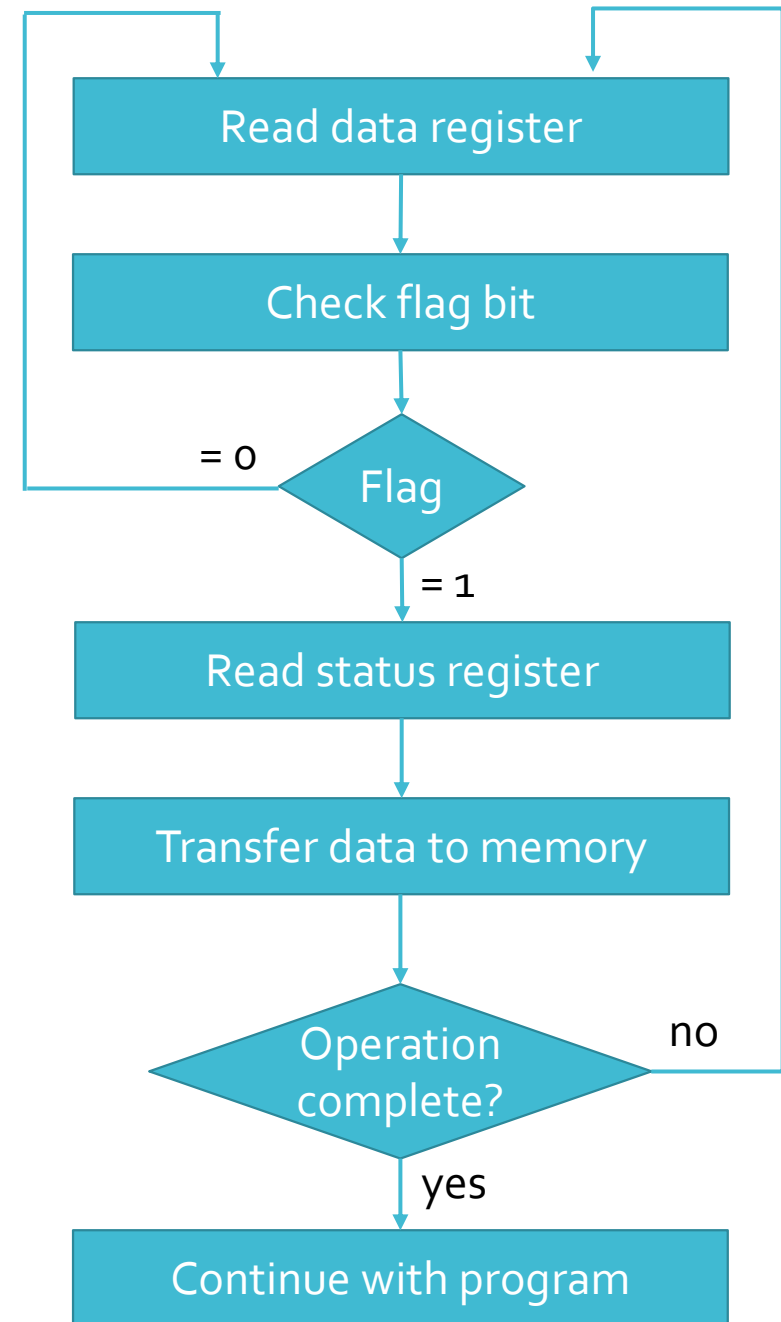 Read data register
Check flag bit
= 0
Flag
= 1
Read status register
Transfer data to memory
Operation
complete?
no
yes
Continue with program